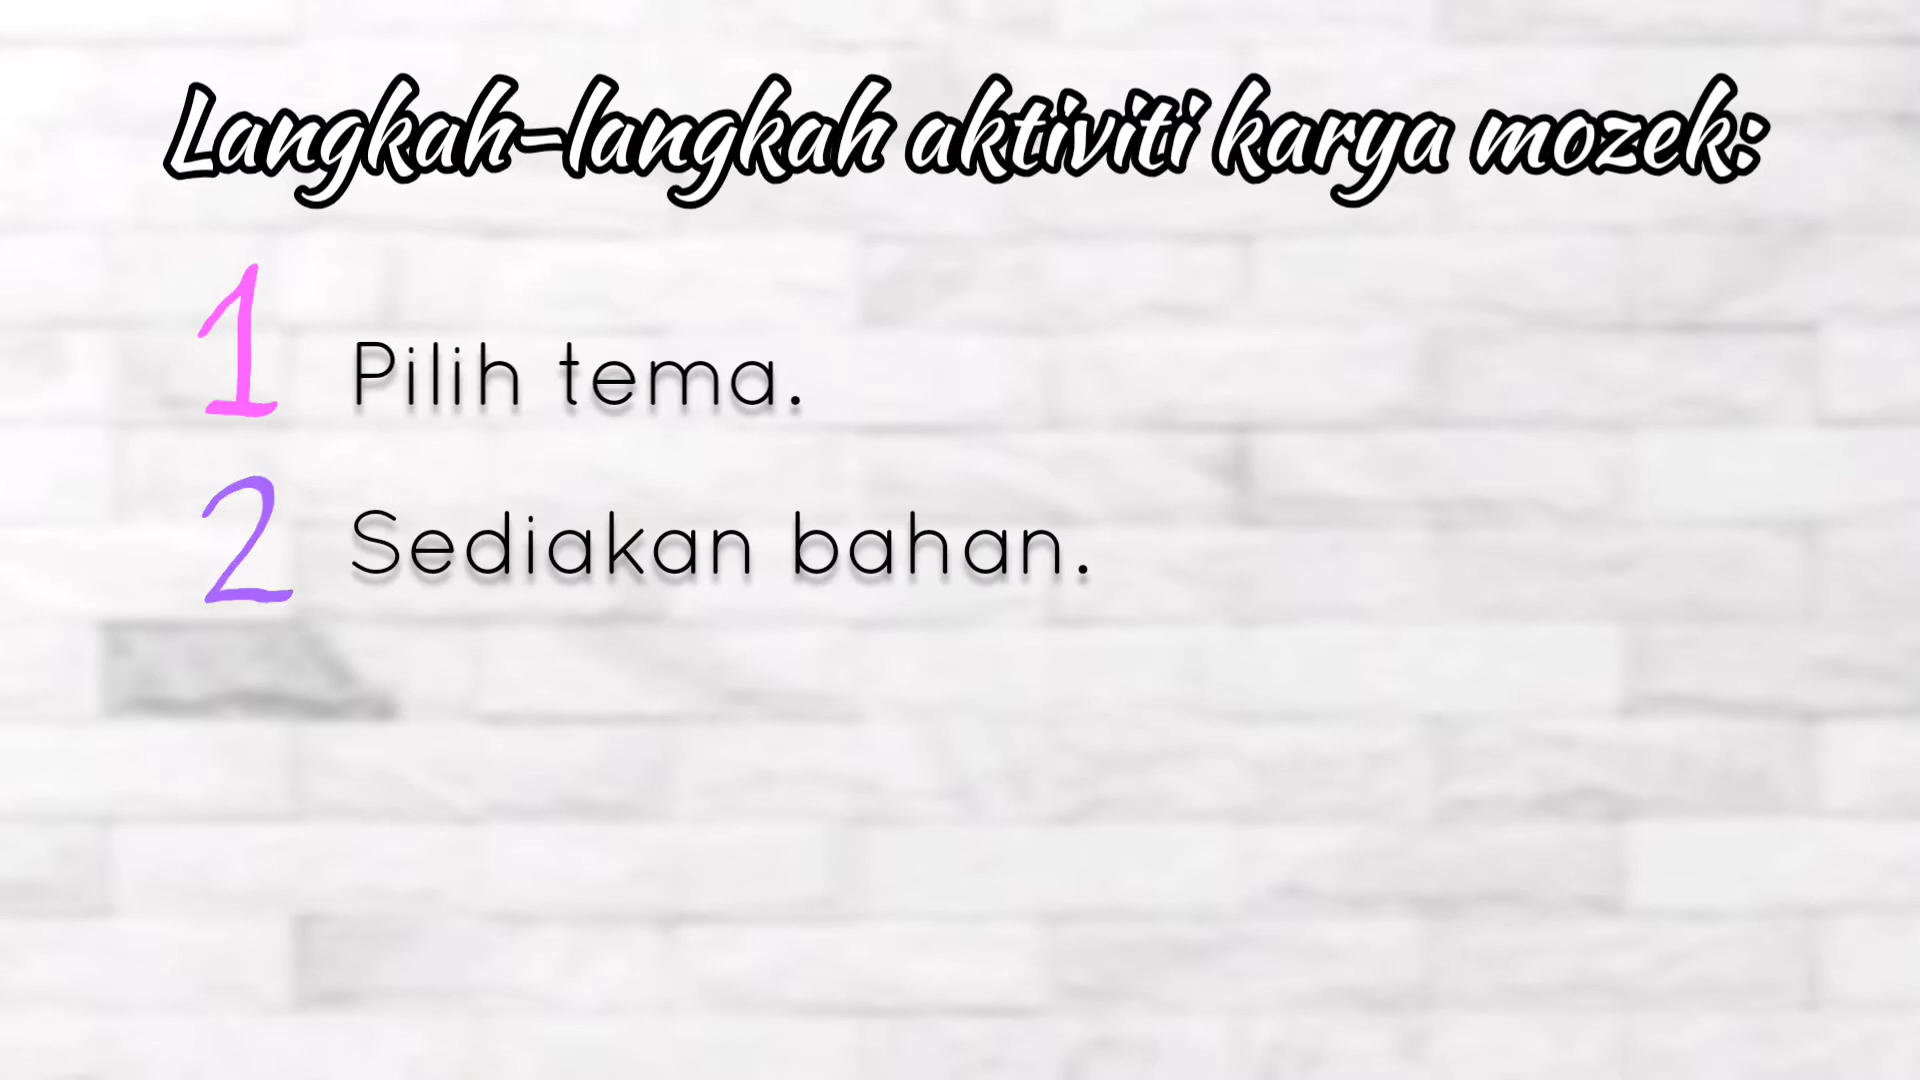 Langkah-langkah aktiviti karya mozek:
1 Pilih tema.
2 Sediakan bahan.